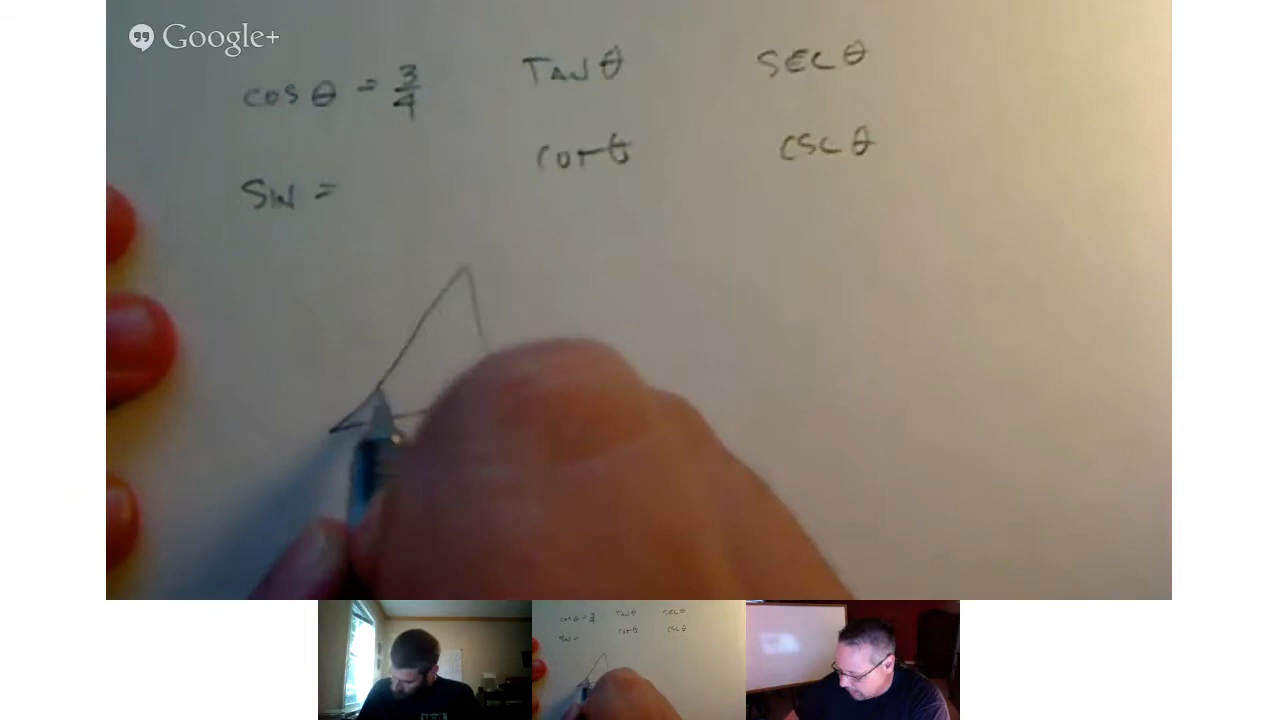 Google+
cos θ = 3/4 TAN θ SEC θ
SIN = COT θ CSC θ